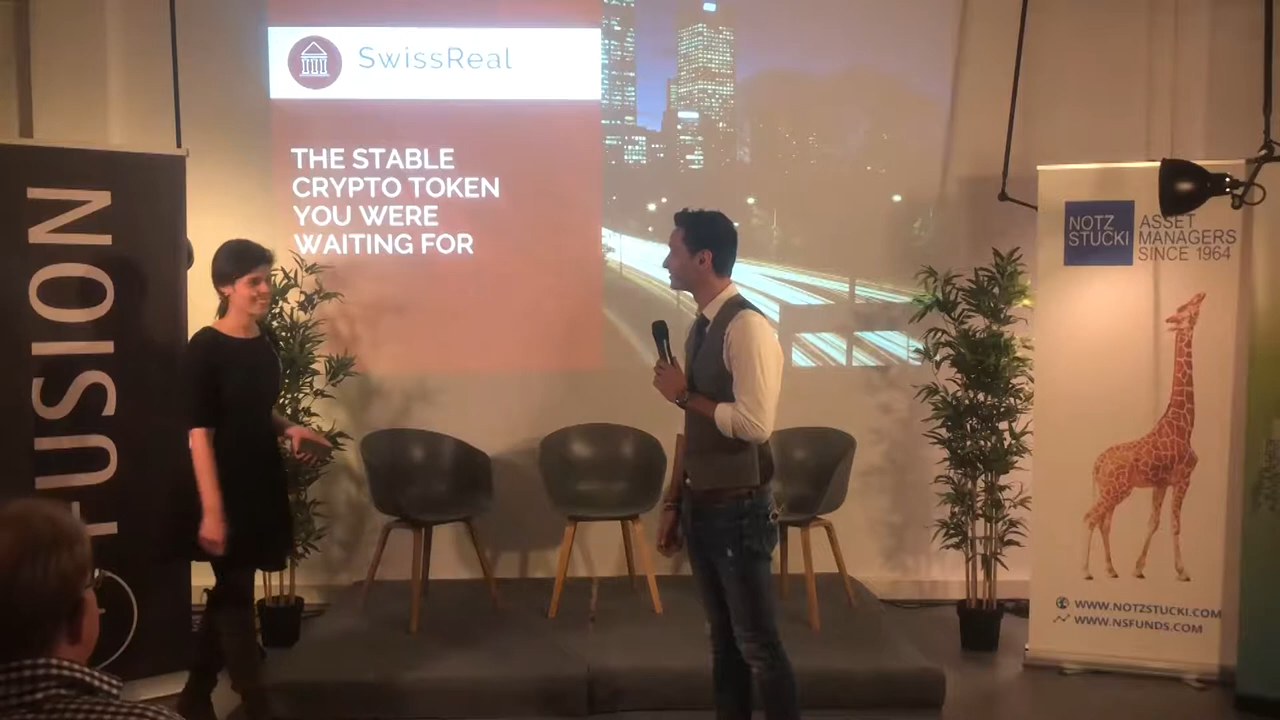 SwissReal
THE STABLE
CRYPTO TOKEN
YOU WERE
WAITING FOR
FUSION
NOTZ
STUCKI
ASSET
MANAGERS
SINCE 1964
WWW.NOTZSTUCKI.COM
WWW.NSFUNDS.COM